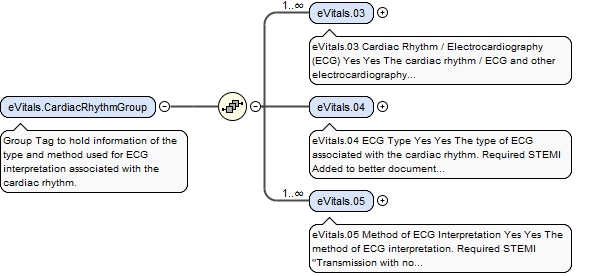 1..∞
eVitals.03
eVitals.03 Cardiac Rhythm / Electrocardiography
(ECG) Yes Yes The cardiac rhythm / ECG and other
electrocardiography...
eVitals.CardiacRhythmGroup
Group Tag to hold information of the
type and method used for ECG
interpretation associated with the
cardiac rhythm.
eVitals.04
eVitals.04 ECG Type Yes Yes The type of ECG
associated with the cardiac rhythm. Required STEMI
Added to better document...
1..∞
eVitals.05
eVitals.05 Method of ECG Interpretation Yes Yes The
method of ECG interpretation. Required STEMI
"Transmission with no...